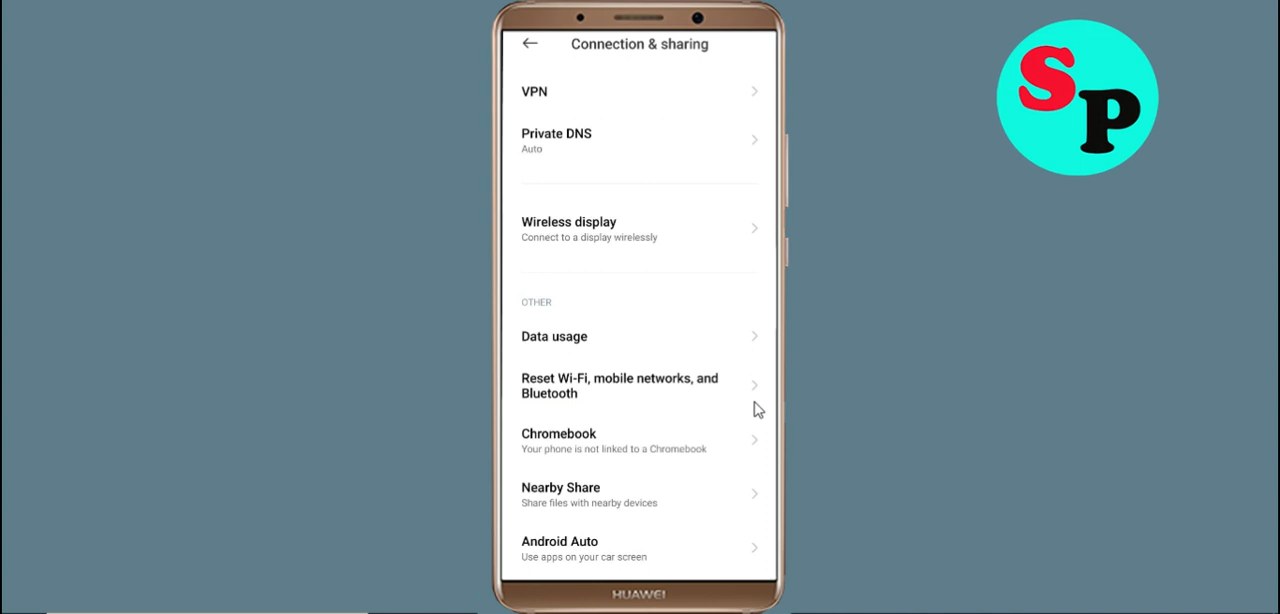 Connection & sharing
SP
VPN
Private DNS
Auto
Wireless display
Connect to a display wirelessly
OTHER
Data usage
Reset Wi-Fi, mobile networks, and
Bluetooth
Chromebook
Your phone is not linked to a Chromebook
Nearby Share
Share files with nearby devices
Android Auto
Use apps on your car screen
HUAWEI